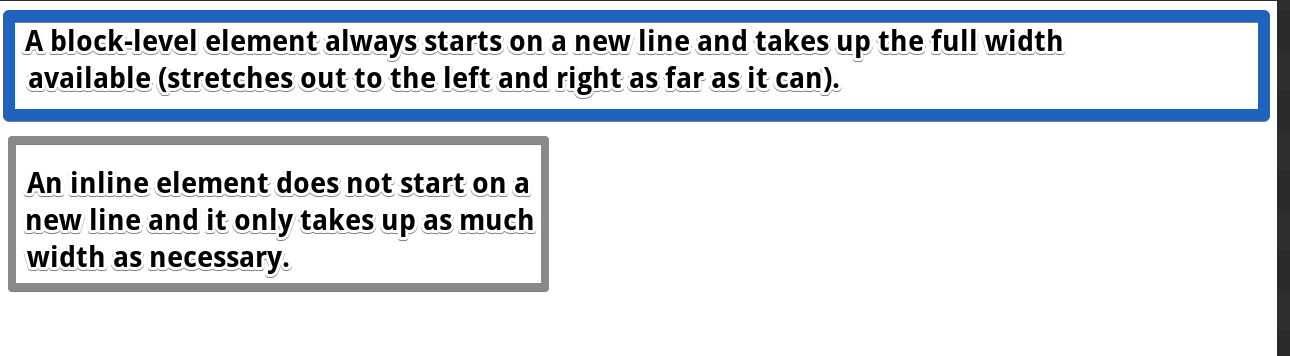 A block-level element always starts on a new line and takes up the full width
available (stretches out to the left and right as far as it can).
An inline element does not start on a
new line and it only takes up as much
width as necessary.